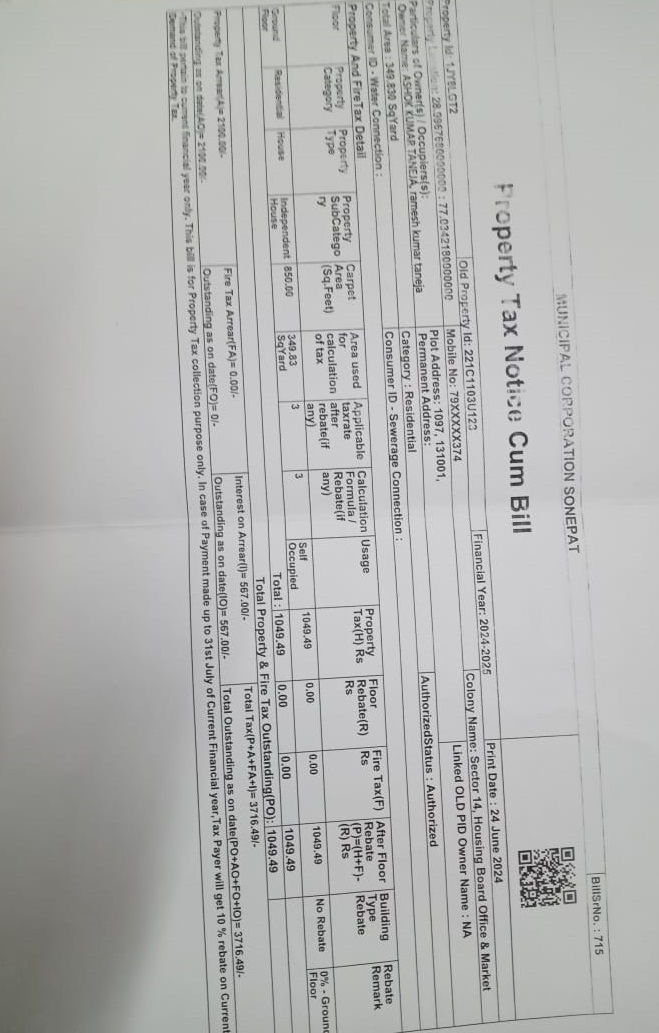 BillSrNo. : 715
MUNICIPAL CORPORATION SONEPAT
Property Tax Notice Cum Bill
Property Id: 1JY8LGT2 Old Property Id: 221C1103U123 Financial Year: 2024-2025 Print Date : 24 June 2024
Property Location: : 77.0342180000000 Mobile No: 79XXXXX374 Colony Name: Sector 14, Housing Board Office & Market
Particulars of Owner(s) / Occupiers(s): Plot Address: 1097, 131001, Linked OLD PID Owner Name : NA
Owner Name: ASHOK KUMAR TANEJA, ramesh kumar taneja Permanent Address:
Total Area : 349.830 SqYard Category : Residential AuthorizedStatus : Authorized
Consumer ID - Water Connection : Consumer ID - Sewerage Connection :
Property And FireTax Detail
Floor Property Category Property Type Property SubCatego ry Carpet Area (Sq.Feet) Area used for calculation of tax Applicable taxrate after rebate(if any) Calculation Formula / Rebate(if any) Usage Property Tax(H) Rs Floor Rebate(R) Rs Fire Tax(F) Rs After Floor Rebate (P)=(H+F)-(R) Rs Building Type Rebate Rebate Remark
Ground Floor Residential House Independent House 850.00 349.83 SqYard 3 3 Self Occupied 1049.49 0.00 0.00 1049.49 No Rebate 0% - Ground Floor
Total : 1049.49 0.00 0.00 1049.49
Total Property & Fire Tax Outstanding(PO): 1049.49
Property Tax Arrear(A)= 2100.00/- Fire Tax Arrear(FA)= 0.00/- Interest on Arrear(I)= 567.00/- Total Tax(P+A+FA+I)= 3716.49/-
Outstanding as on date(AO)= 2100.00/- Outstanding as on date(FO)= 0/- Outstanding as on date(IO)= 567.00/- Total Outstanding as on date(PO+AO+FO+IO)= 3716.49/-
-This bill pertain to current financial year only. This bill is for Property Tax collection purpose only. In case of Payment made up to 31st July of Current Financial year,Tax Payer will get 10 % rebate on Current
Demand of Property Tax.